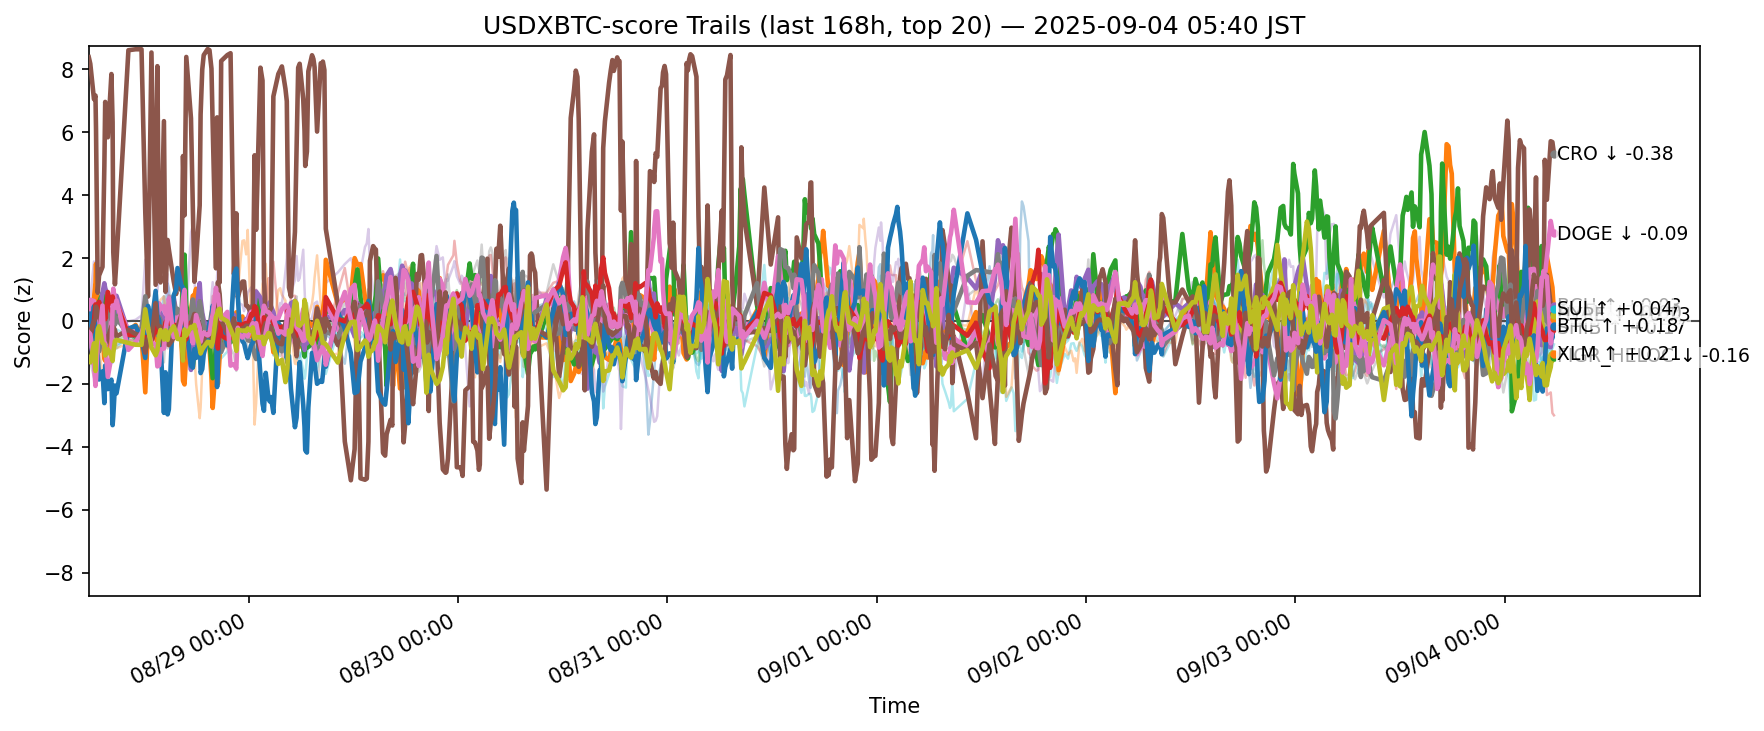 USDXBTC-score Trails (last 168h, top 20) — 2025-09-04 05:40 JST
Score (z)
8
6
4
2
0
−2
−4
−6
−8
CRO ↓ -0.38
DOGE ↓ -0.09
SUI ↑ +0.04
BTC ↑ +0.18
XLM ↑ +0.21
↓ -0.16
08/29 00:00
08/30 00:00
08/31 00:00
09/01 00:00
09/02 00:00
09/03 00:00
09/04 00:00
Time